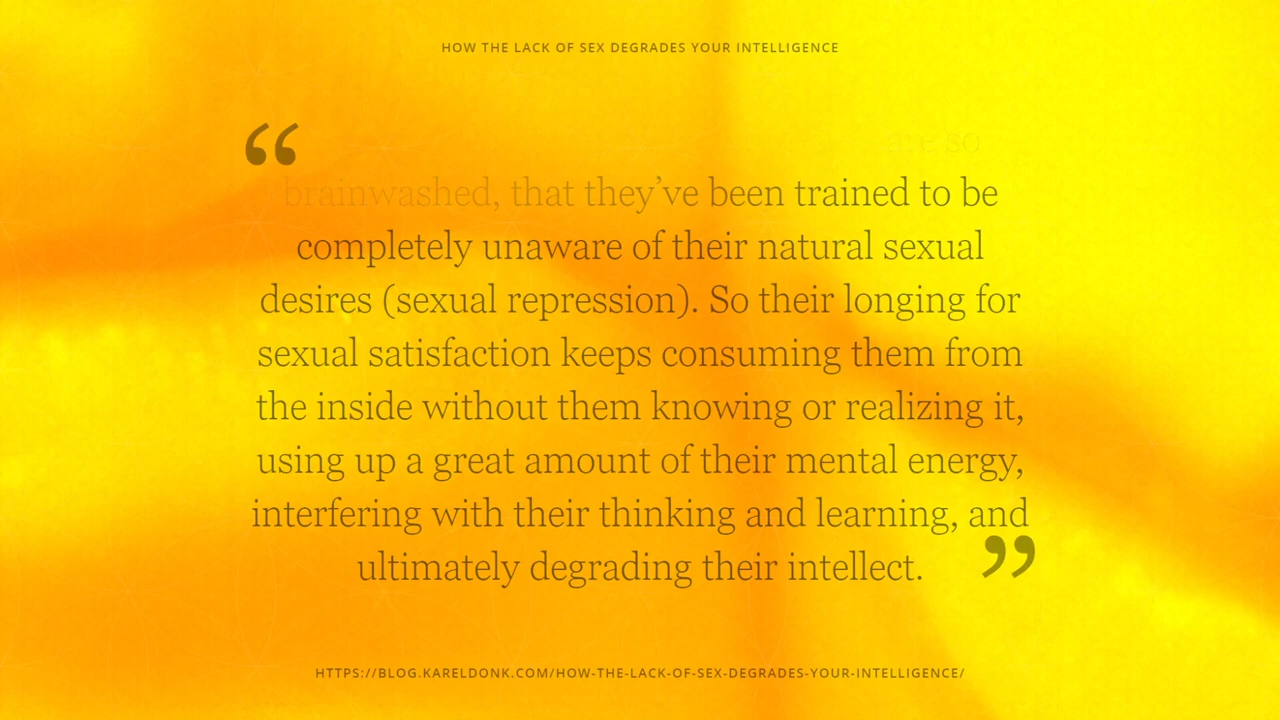 HOW THE LACK OF SEX DEGRADES YOUR INTELLIGENCE
“
are so
brainwashed, that they’ve been trained to be
completely unaware of their natural sexual
desires (sexual repression). So their longing for
sexual satisfaction keeps consuming them from
the inside without them knowing or realizing it,
using up a great amount of their mental energy,
interfering with their thinking and learning, and
ultimately degrading their intellect.
”
HTTPS://BLOG.KARELDONK.COM/HOW-THE-LACK-OF-SEX-DEGRADES-YOUR-INTELLIGENCE/